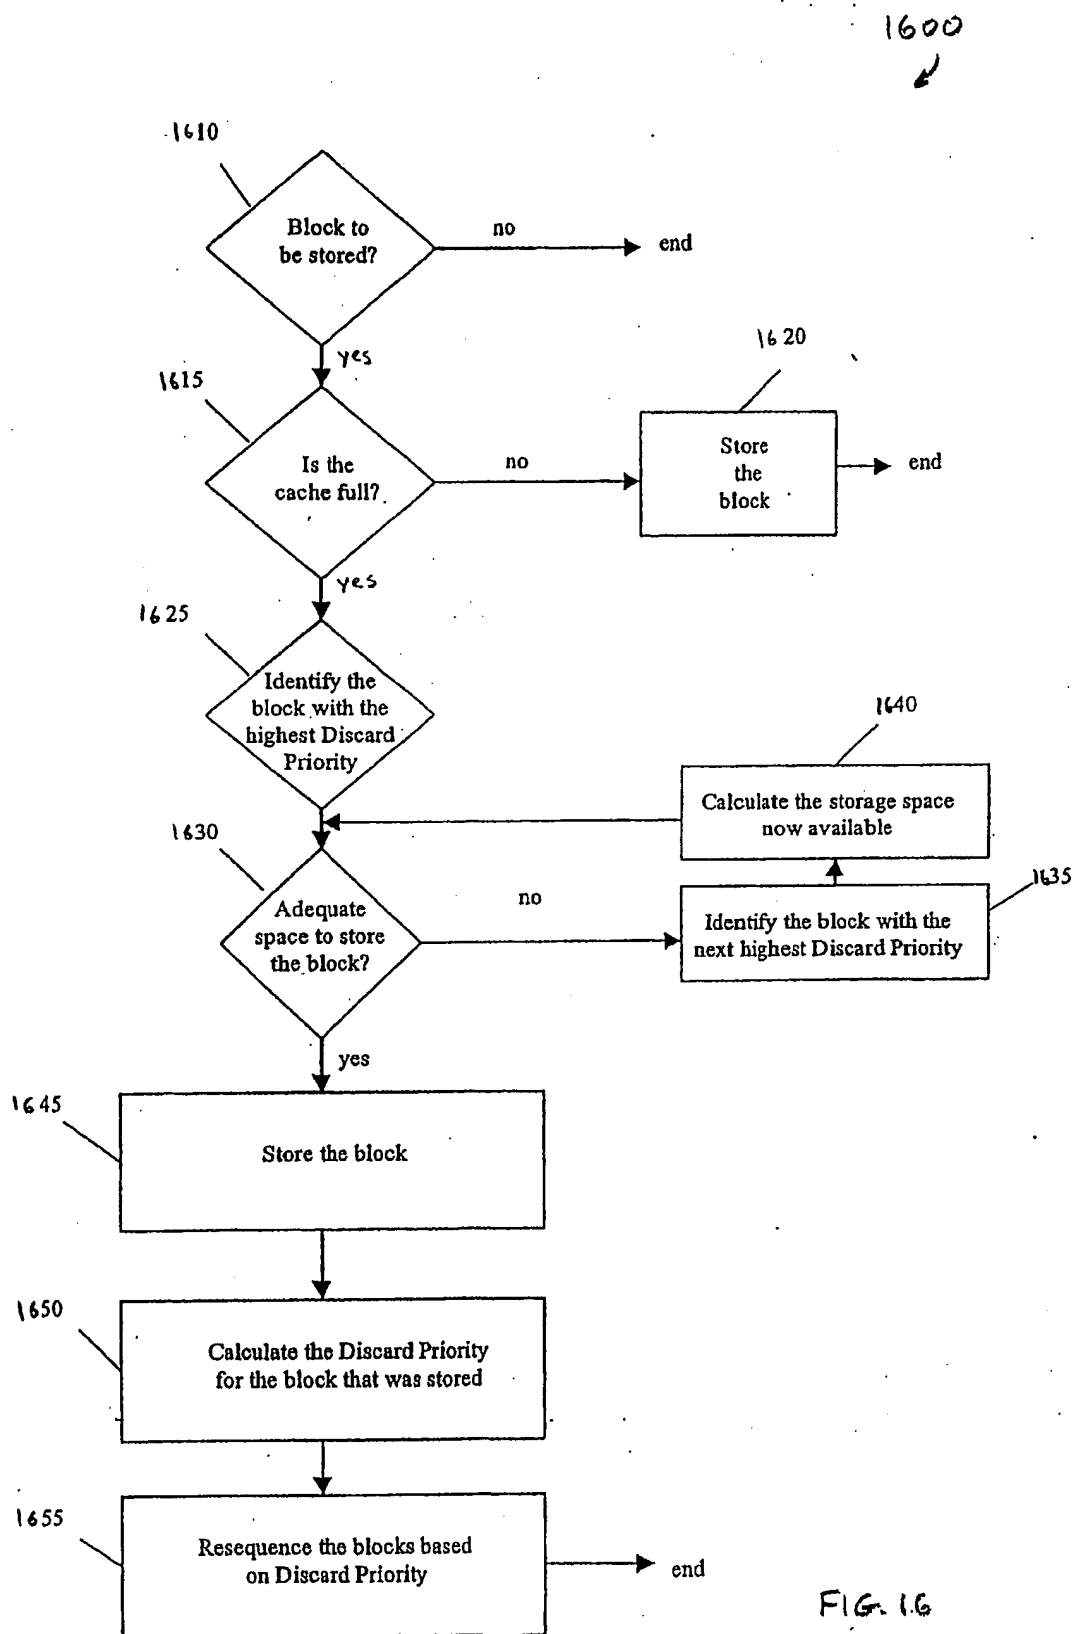 1600
1610
Block to
be stored?
no
end
yes
1615
Is the
cache full?
no
1620
Store
the
block
end
yes
1625
Identify the
block with the
highest Discard
Priority
1640
Calculate the storage space
now available
1630
Adequate
space to store
the block?
no
1635
Identify the block with the
next highest Discard Priority
yes
1645
Store the block
1650
Calculate the Discard Priority
for the block that was stored
1655
Resequence the blocks based
on Discard Priority
end
FIG. 16